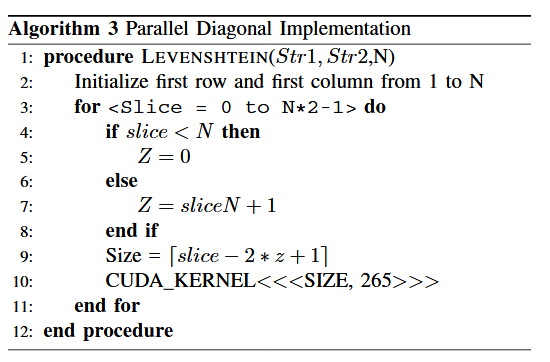 Algorithm 3 Parallel Diagonal Implementation
1: procedure LEVENSHTEIN(Str1, Str2,N)
2: Initialize first row and first column from 1 to N
3: for <Slice = 0 to N*2-1> do
4: if slice < N then
5: Z = 0
6: else
7: Z = sliceN + 1
8: end if
9: Size = ⌈slice − 2 ∗ z + 1⌉
10: CUDA_KERNEL<<<SIZE, 265>>>
11: end for
12: end procedure